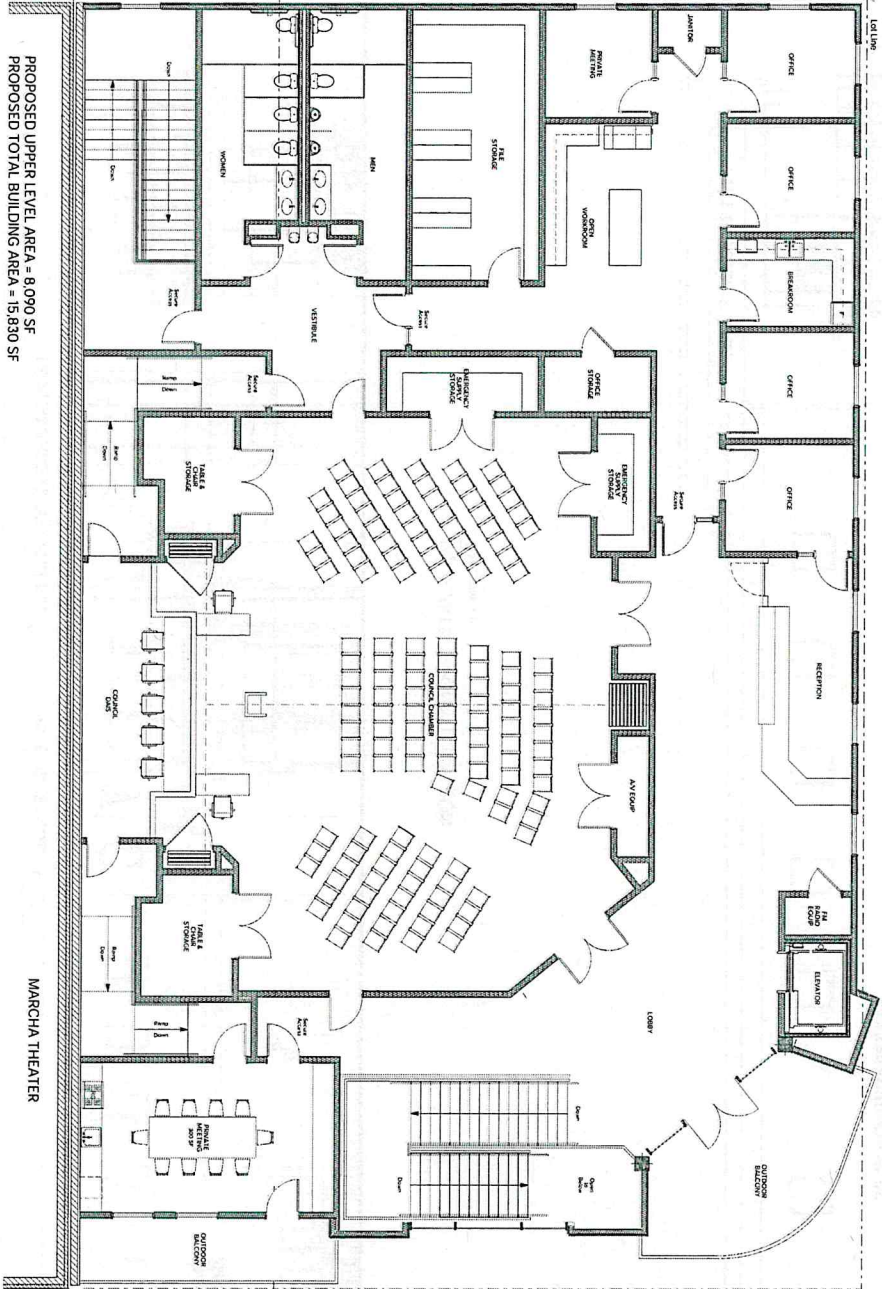 Lot Line
OFFICE
JANITOR
PRIVATE
MEETING
OFFICE
OPEN
WORKROOM
FILE
STORAGE
MEN
WOMEN
Down
Down
BREAKROOM
OFFICE
OFFICE
STORAGE
EMERGENCY
SUPPLY
STORAGE
Secure
Access
VESTIBULE
Secure
Access
Secure
Access
Ramp
Down
Ramp
Down
OFFICE
Secure
Access
EMERGENCY
SUPPLY
STORAGE
TABLE &
CHAIR
STORAGE
RECEPTION
COUNCIL CHAMBER
COUNCIL
DAIS
A/V EQUIP
FM
RADIO
EQUIP
ELEVATOR
LOBBY
TABLE &
CHAIR
STORAGE
Ramp
Down
Ramp
Down
Secure
Access
Down
Down
Open
to
Below
PRIVATE
MEETING
300 SF
OUTDOOR
BALCONY
OUTDOOR
BALCONY
PROPOSED UPPER LEVEL AREA = 8,090 SF
PROPOSED TOTAL BUILDING AREA = 15,830 SF
MARCHA THEATER